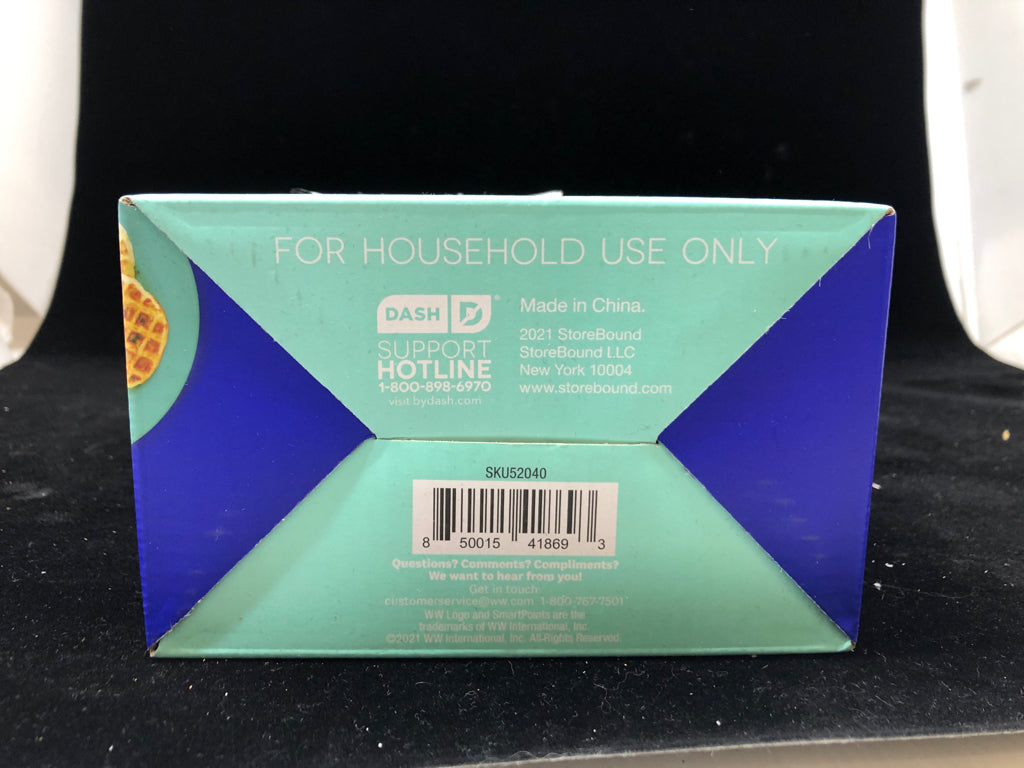 FOR HOUSEHOLD USE ONLY
DASH D®
SUPPORT
HOTLINE
1-800-898-6970
visit bydash.com
Made in China.
2021 StoreBound
StoreBound LLC
New York 10004
www.storebound.com
SKU52040
8 50015 41869 3
Questions? Comments? Compliments?
We want to hear from you!
Get in touch:
customerservice@ww.com 1-800-767-7501
WW Logo and SmartPoints are the
trademarks of WW International, Inc.
©2021 WW International, Inc. All Rights Reserved.